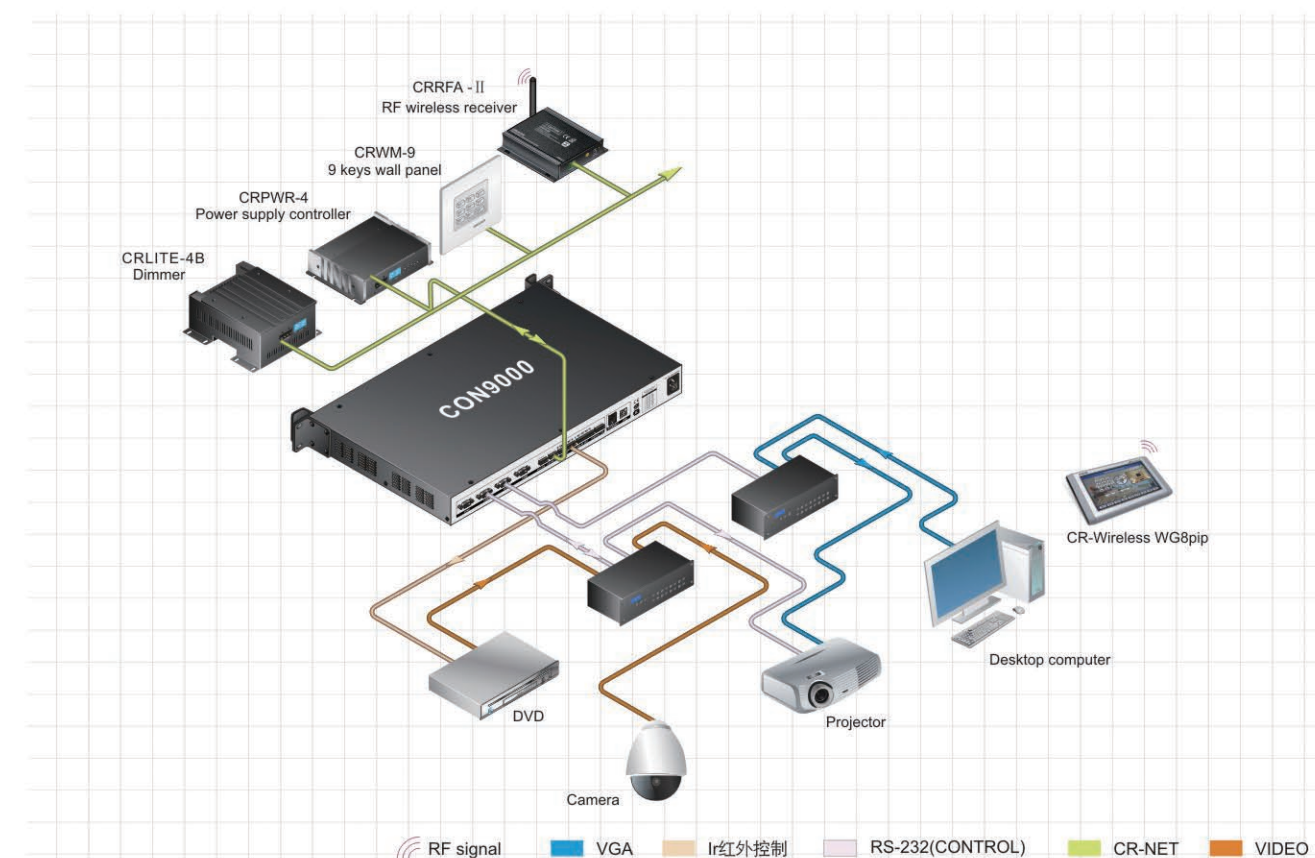 CRRFA - II
RF wireless receiver
CRWM-9
9 keys wall panel
CRPWR-4
Power supply controller
CRLITE-4B
Dimmer
CON9000
CR-Wireless WG8pip
Desktop computer
DVD
Projector
Camera
RF signal VGA Ir红外控制 RS-232(CONTROL) CR-NET VIDEO